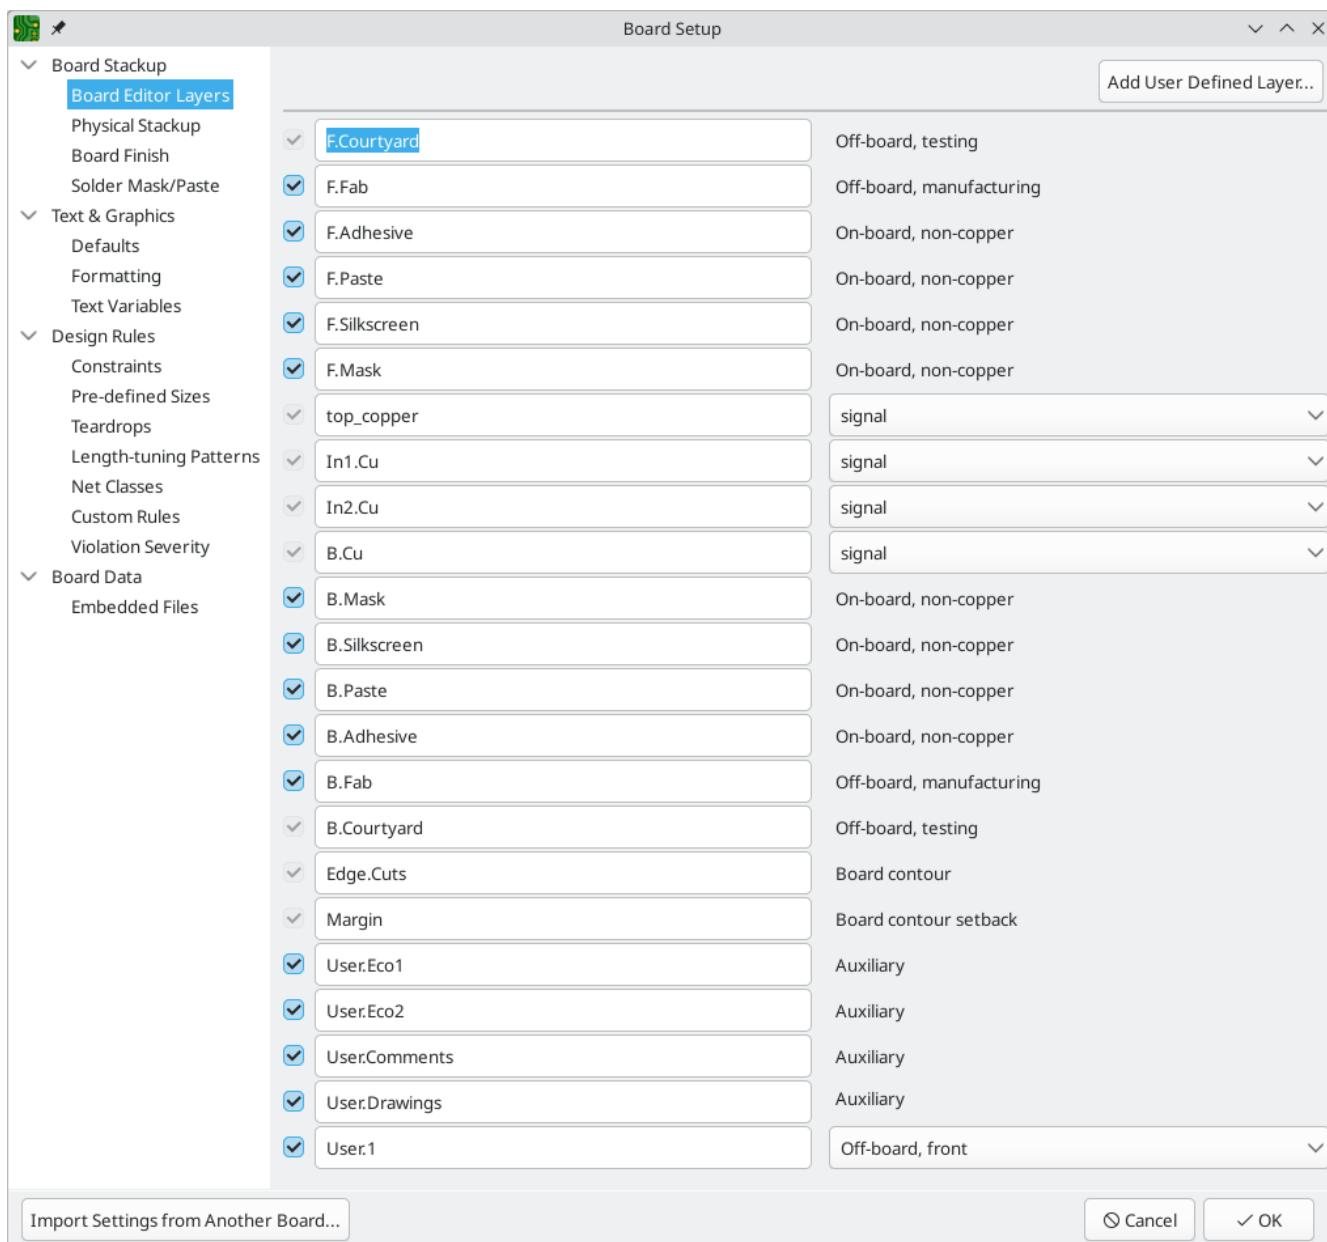 Board Setup
Board Stackup
Board Editor Layers
Physical Stackup
Board Finish
Solder Mask/Paste
Text & Graphics
Defaults
Formatting
Text Variables
Design Rules
Constraints
Pre-defined Sizes
Teardrops
Length-tuning Patterns
Net Classes
Custom Rules
Violation Severity
Board Data
Embedded Files
Add User Defined Layer...
F.Courtyard Off-board, testing
F.Fab Off-board, manufacturing
F.Adhesive On-board, non-copper
F.Paste On-board, non-copper
F.Silkscreen On-board, non-copper
F.Mask On-board, non-copper
top_copper signal
In1.Cu signal
In2.Cu signal
B.Cu signal
B.Mask On-board, non-copper
B.Silkscreen On-board, non-copper
B.Paste On-board, non-copper
B.Adhesive On-board, non-copper
B.Fab Off-board, manufacturing
B.Courtyard Off-board, testing
Edge.Cuts Board contour
Margin Board contour setback
User.Eco1 Auxiliary
User.Eco2 Auxiliary
User.Comments Auxiliary
User.Drawings Auxiliary
User.1 Off-board, front
Import Settings from Another Board... Cancel OK